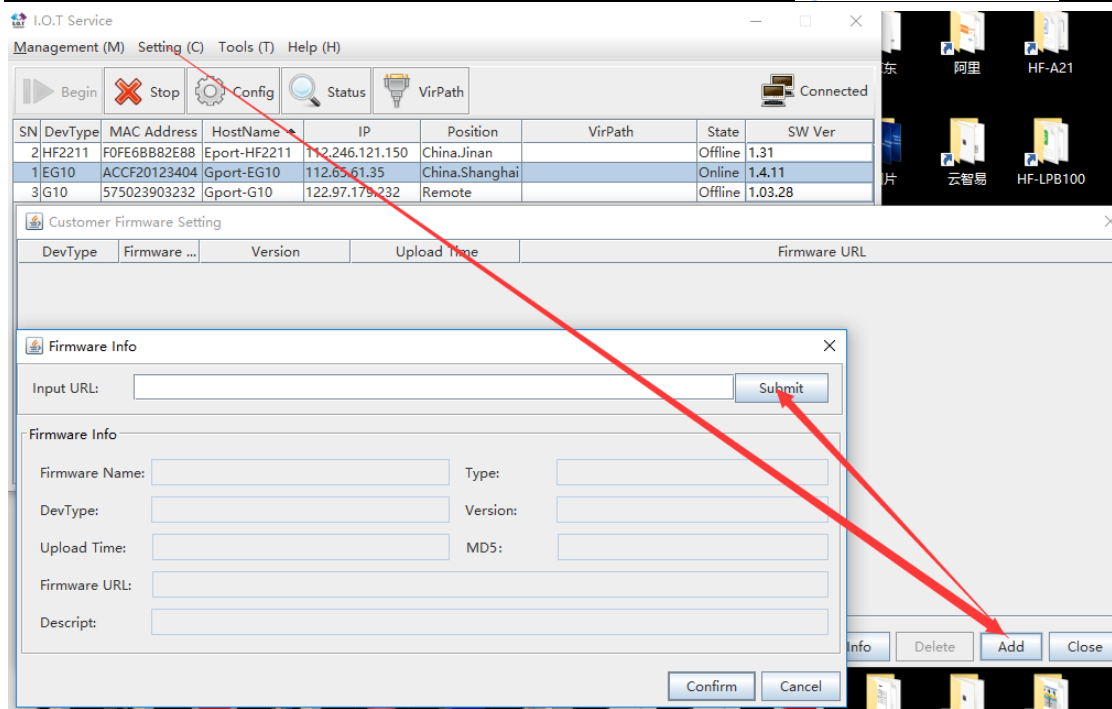 I.O.T Service
Management (M) Setting (C) Tools (T) Help (H)
Begin Stop Config Status VirPath Connected
SN DevType MAC Address HostName IP Position VirPath State SW Ver
2 HF2211 F0FE6BB82E88 Eport-HF2211 112.246.121.150 China.Jinan Offline 1.31
1 EG10 ACCF20123404 Gport-EG10 112.65.61.35 China.Shanghai Online 1.4.11
3 G10 575023903232 Gport-G10 122.97.179.232 Remote Offline 1.03.28
东 阿里 HF-A21
片 云智易 HF-LPB100
Customer Firmware Setting
DevType Firmware ... Version Upload Time Firmware URL
Firmware Info
Input URL: Submit
Firmware Info
Firmware Name: Type:
DevType: Version:
Upload Time: MD5:
Firmware URL:
Descript:
Info Delete Add Close
Confirm Cancel